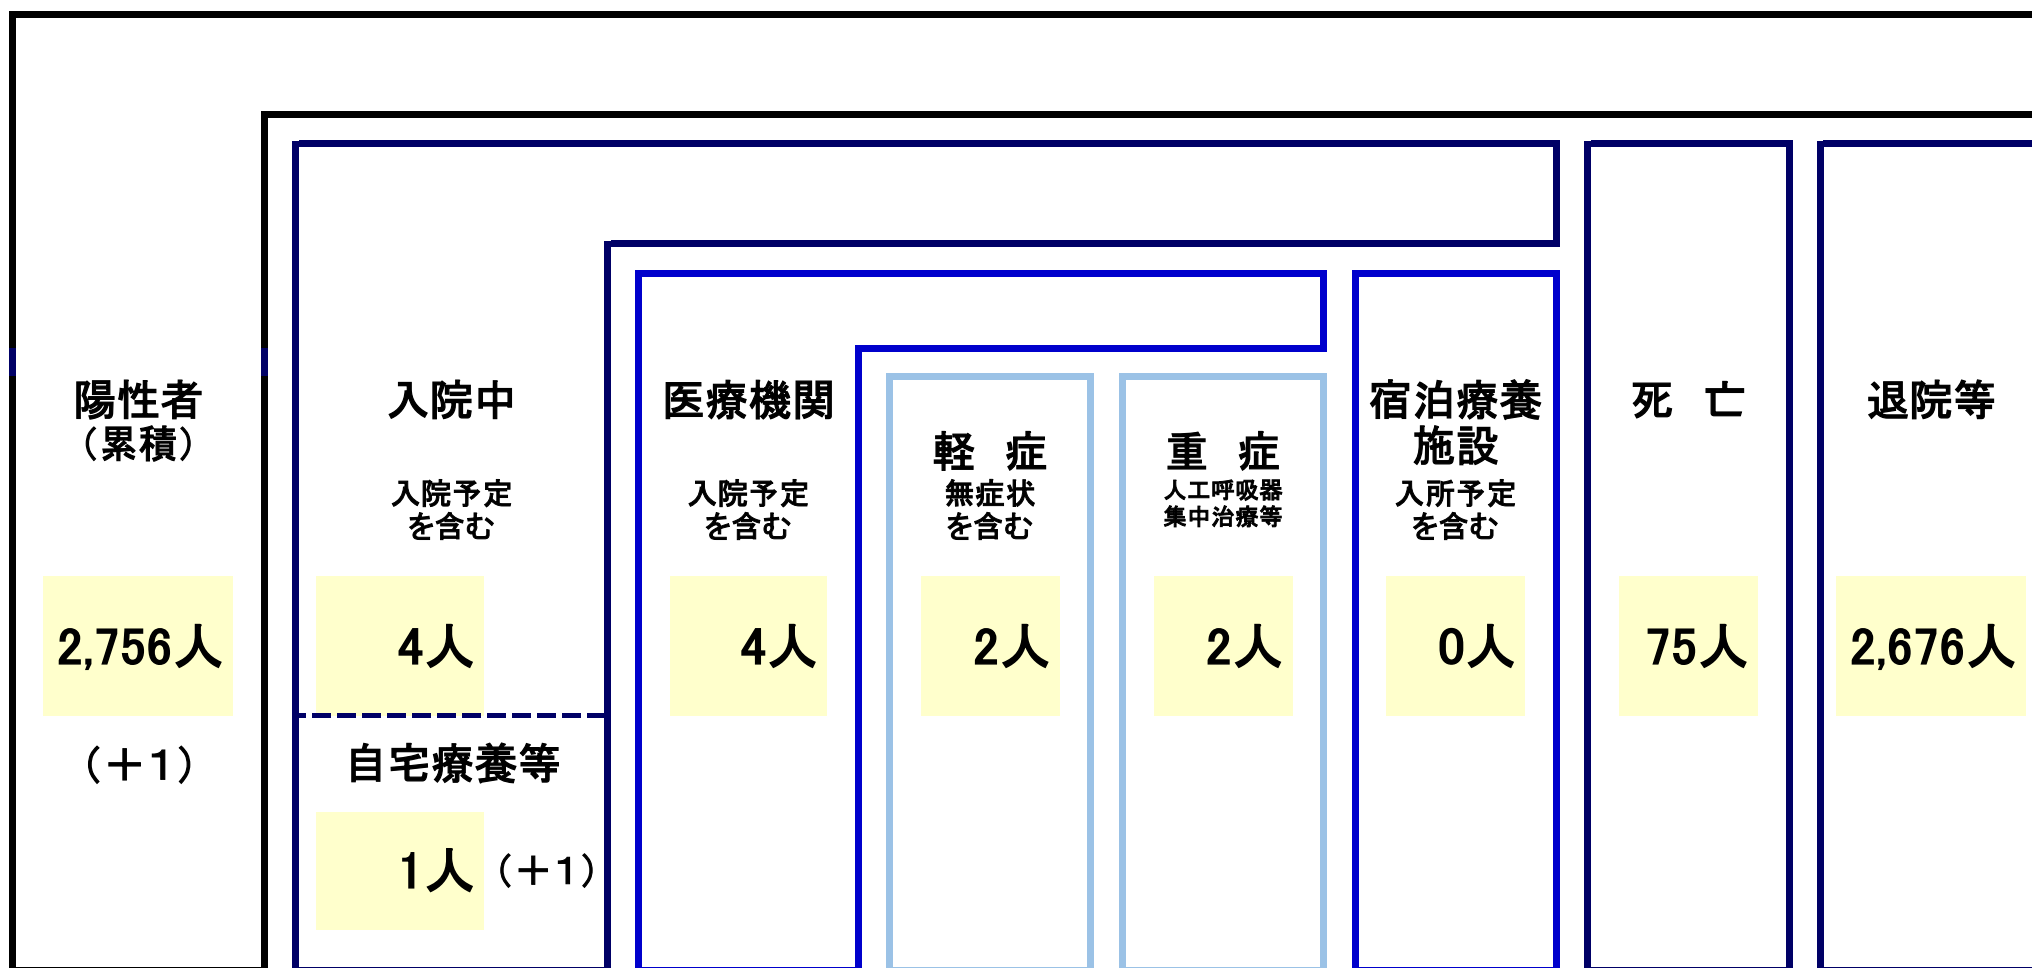 陽性者
（累積）
2,756人
（＋１）
入院中
入院予定
を含む
4人
自宅療養等
1人（＋１）
医療機関
入院予定
を含む
4人
軽　症
無症状
を含む
2人
重　症
人工呼吸器
集中治療等
2人
宿泊療養
施設
入所予定
を含む
0人
死　亡
75人
退院等
2,676人